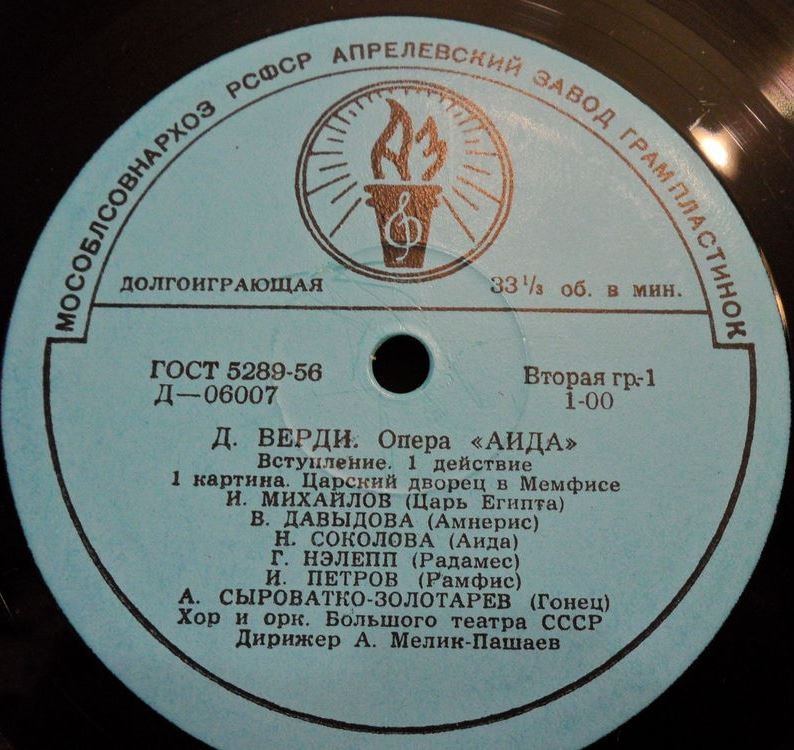 МОСОБЛСОВНАРХОЗ РСФСР АПРЕЛЕВСКИЙ ЗАВОД ГРАМПЛАСТИНОК
АЗ
ДОЛГОИГРАЮЩАЯ 33⅓ об. в мин.
ГОСТ 5289-56 Вторая гр.-1
Д—06007 1-00
Д. ВЕРДИ. Опера «АИДА»
Вступление. 1 действие
1 картина. Царский дворец в Мемфисе
И. МИХАЙЛОВ (Царь Египта)
В. ДАВЫДОВА (Амнерис)
Н. СОКОЛОВА (Аида)
Г. НЭЛЕПП (Радамес)
И. ПЕТРОВ (Рамфис)
А. СЫРОВАТКО-ЗОЛОТАРЕВ (Гонец)
Хор и орк. Большого театра СССР
Дирижер А. Мелик-Пашаев